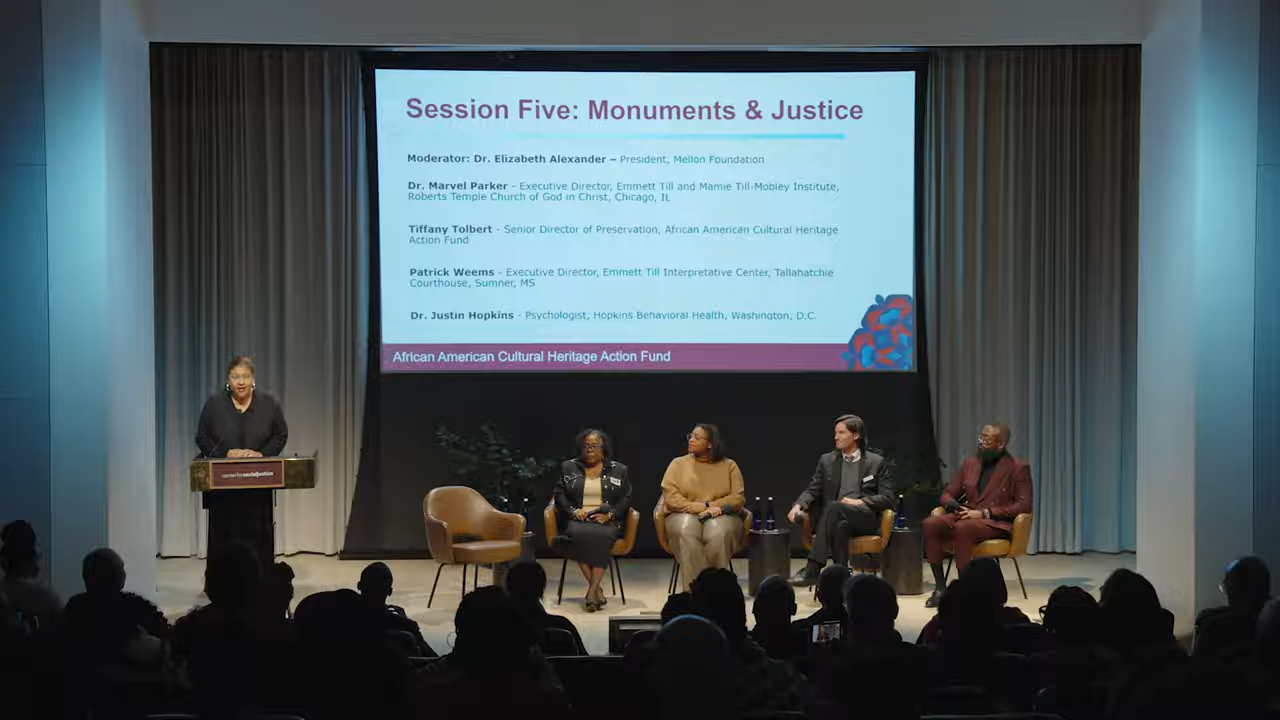 Session Five: Monuments & Justice
Moderator: Dr. Elizabeth Alexander – President, Mellon Foundation
Dr. Marvel Parker - Executive Director, Emmett Till and Mamie Till-Mobley Institute,
Roberts Temple Church of God in Christ, Chicago, IL
Tiffany Tolbert - Senior Director of Preservation, African American Cultural Heritage
Action Fund
Patrick Weems - Executive Director, Emmett Till Interpretative Center, Tallahatchie
Courthouse, Sumner, MS
Dr. Justin Hopkins - Psychologist, Hopkins Behavioral Health, Washington, D.C.
African American Cultural Heritage Action Fund
centerforsocialjustice